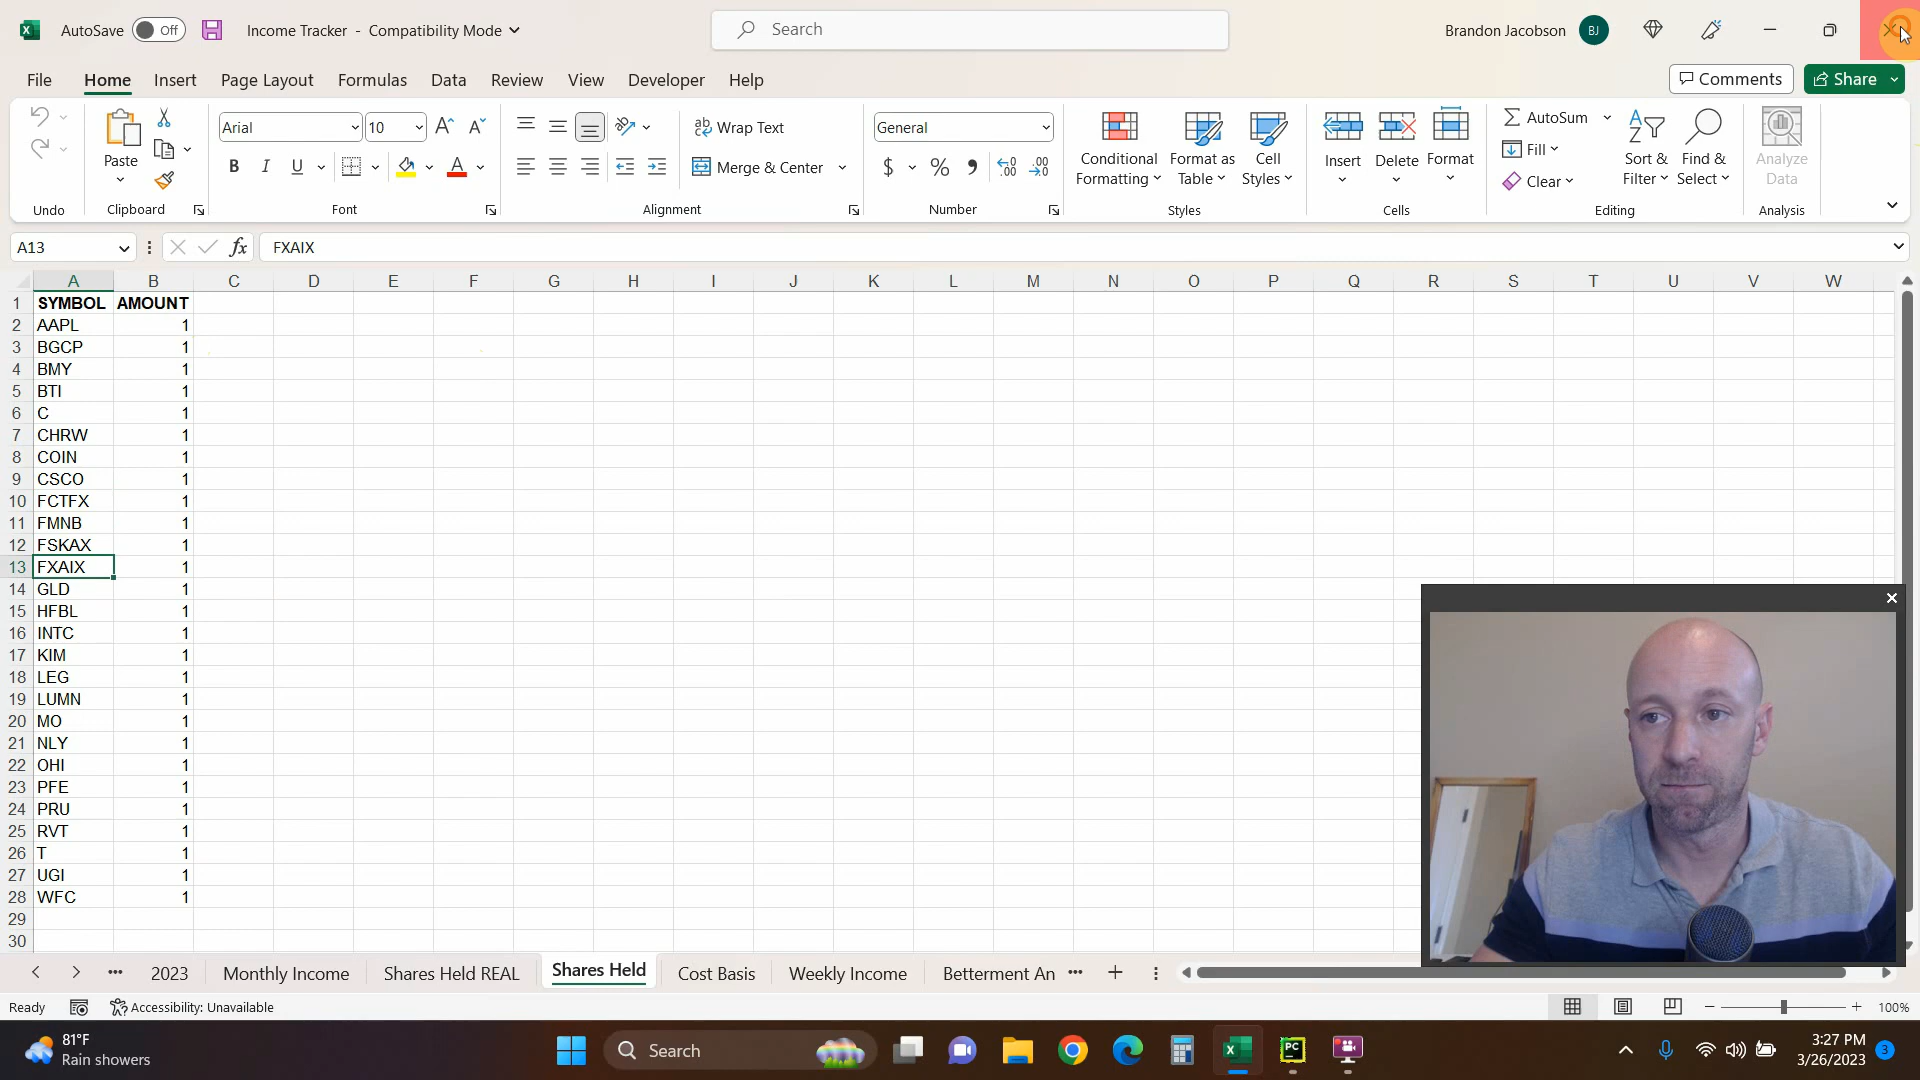 AutoSave Off Income Tracker - Compatibility Mode Search Brandon Jacobson BJ
File Home Insert Page Layout Formulas Data Review View Developer Help Comments Share
Paste Arial 10 Wrap Text General Conditional Formatting Format as Table Cell Styles Insert Delete Format AutoSum Fill Clear Sort & Filter Find & Select Analyze Data
B I U A Merge & Center $ %
Undo Clipboard Font Alignment Number Styles Cells Editing Analysis
A13 fx FXAIX
A B C D E F G H I J K L M N O P Q R S T U V W
1 SYMBOL AMOUNT
2 AAPL 1
3 BGCP 1
4 BMY 1
5 BTI 1
6 C 1
7 CHRW 1
8 COIN 1
9 CSCO 1
10 FCTFX 1
11 FMNB 1
12 FSKAX 1
13 FXAIX 1
14 GLD 1
15 HFBL 1
16 INTC 1
17 KIM 1
18 LEG 1
19 LUMN 1
20 MO 1
21 NLY 1
22 OHI 1
23 PFE 1
24 PRU 1
25 RVT 1
26 T 1
27 UGI 1
28 WFC 1
29
30
2023 Monthly Income Shares Held REAL Shares Held Cost Basis Weekly Income Betterment An
Ready Accessibility: Unavailable 100%
81°F
Rain showers
Search
PC
3:27 PM
3/26/2023
3